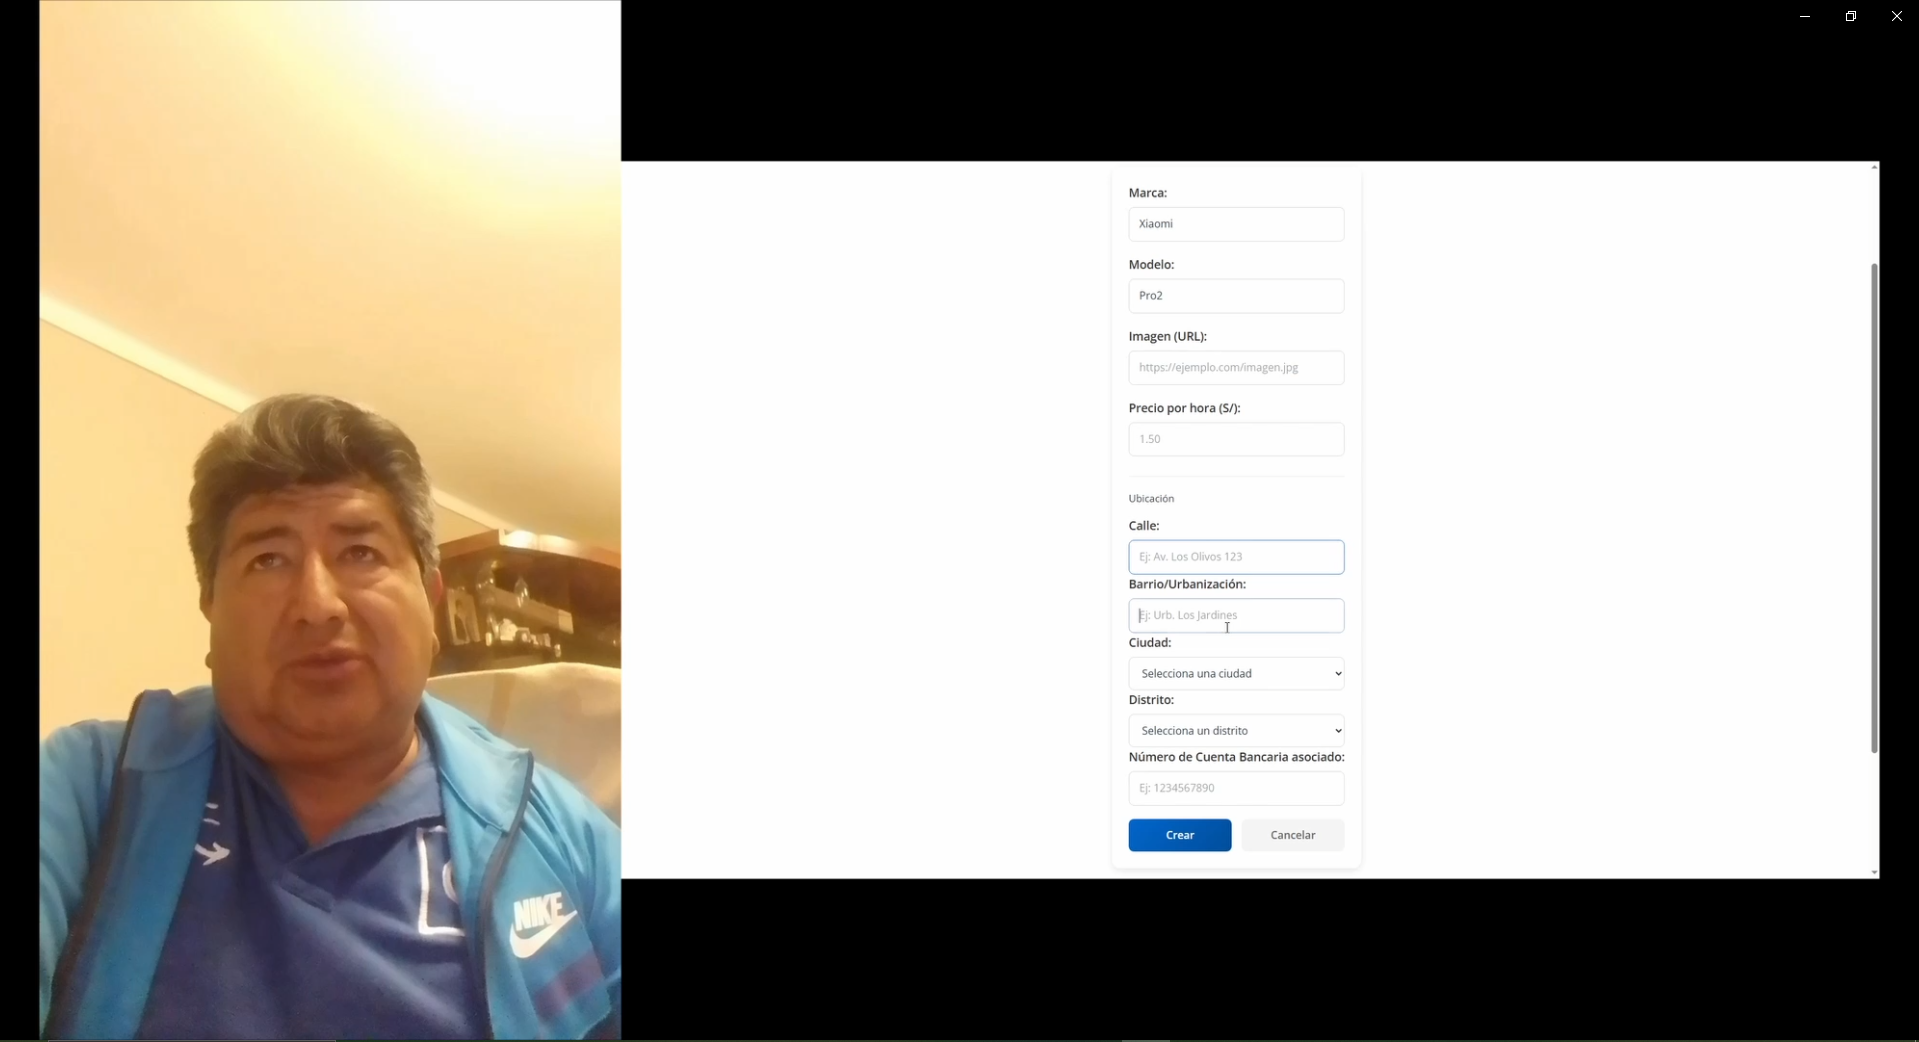 Marca:
Xiaomi
Modelo:
Pro2
Imagen (URL):
https://ejemplo.com/imagen.jpg
Precio por hora (S/):
1.50
Ubicación
Calle:
Ej: Av. Los Olivos 123
Barrio/Urbanización:
Ej: Urb. Los Jardines
Ciudad:
Selecciona una ciudad
Distrito:
Selecciona un distrito
Número de Cuenta Bancaria asociado:
Ej: 1234567890
Crear Cancelar
NIKE